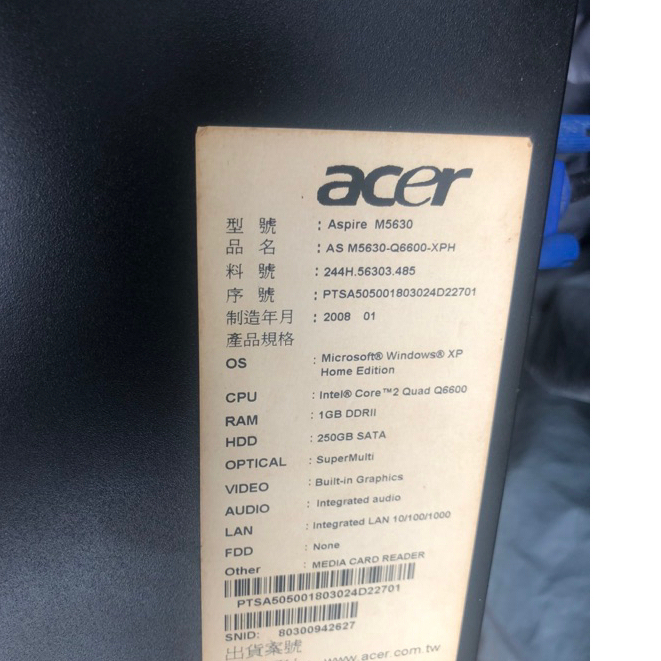 acer
型 號 : Aspire M5630
品 名 : AS M5630-Q6600-XPH
料 號 : 244H.56303.485
序 號 : PTSA505001803024D22701
制造年月 : 2008 01
產品規格
OS : Microsoft® Windows® XP
Home Edition
CPU : Intel® Core™2 Quad Q6600
RAM : 1GB DDRII
HDD : 250GB SATA
OPTICAL : SuperMulti
VIDEO : Built-in Graphics
AUDIO : Integrated audio
LAN : Integrated LAN 10/100/1000
FDD : None
Other : MEDIA CARD READER
PTSA505001803024D22701
SNID: 80300942627
出貨案號
www.acer.com.tw